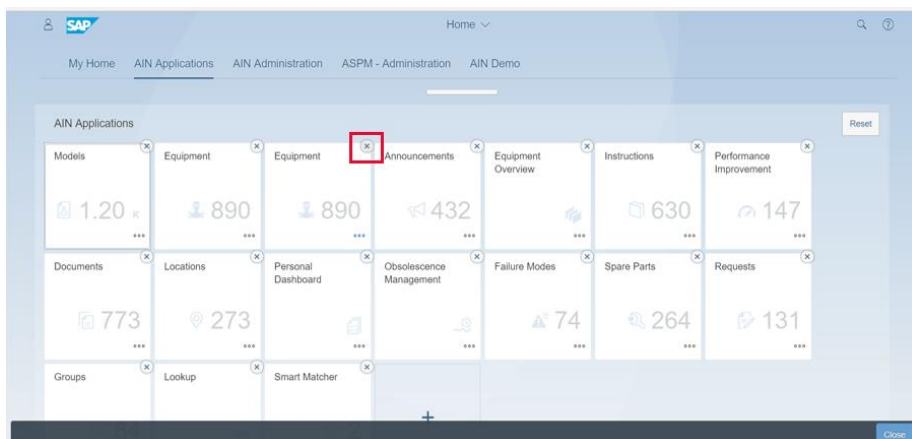 SAP
Home
My Home AIN Applications AIN Administration ASPM - Administration AIN Demo
AIN Applications
Reset
Models Equipment Equipment Announcements Equipment Overview Instructions Performance Improvement
1.20 K 890 890 432 630 147
Documents Locations Personal Dashboard Obsolescence Management Failure Modes Spare Parts Requests
773 273 74 264 131
Groups Lookup Smart Matcher
Close